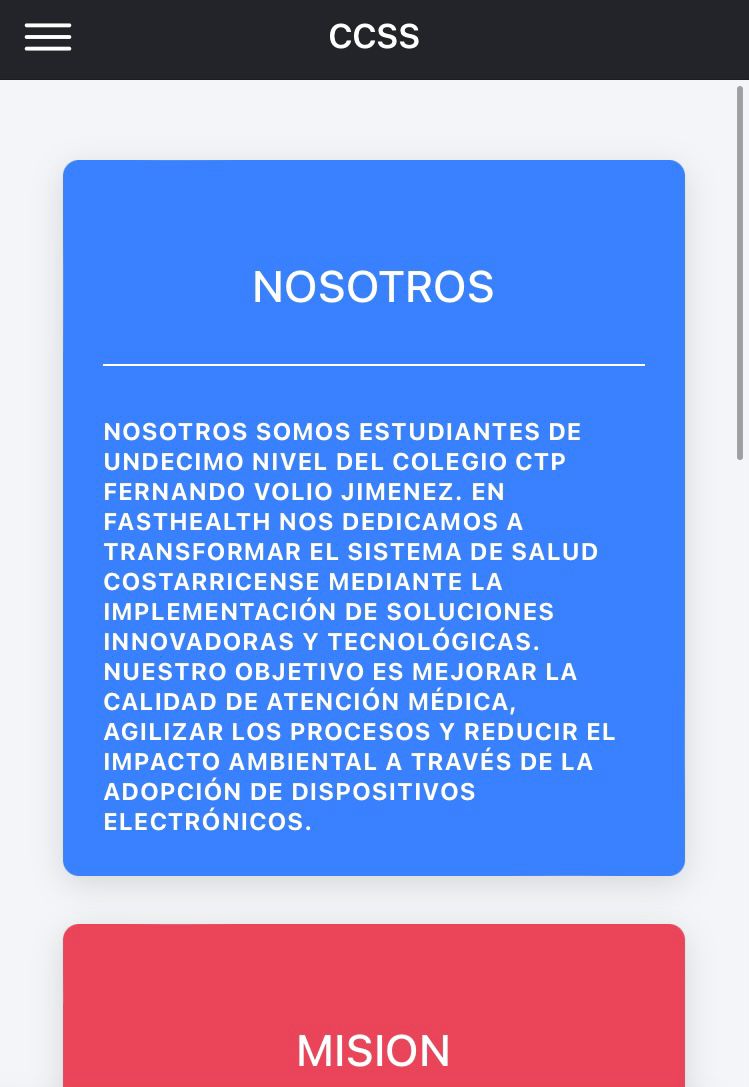 CCSS
NOSOTROS
NOSOTROS SOMOS ESTUDIANTES DE
UNDECIMO NIVEL DEL COLEGIO CTP
FERNANDO VOLIO JIMENEZ. EN
FASTHEALTH NOS DEDICAMOS A
TRANSFORMAR EL SISTEMA DE SALUD
COSTARRICENSE MEDIANTE LA
IMPLEMENTACIÓN DE SOLUCIONES
INNOVADORAS Y TECNOLÓGICAS.
NUESTRO OBJETIVO ES MEJORAR LA
CALIDAD DE ATENCIÓN MÉDICA,
AGILIZAR LOS PROCESOS Y REDUCIR EL
IMPACTO AMBIENTAL A TRAVÉS DE LA
ADOPCIÓN DE DISPOSITIVOS
ELECTRÓNICOS.
MISION